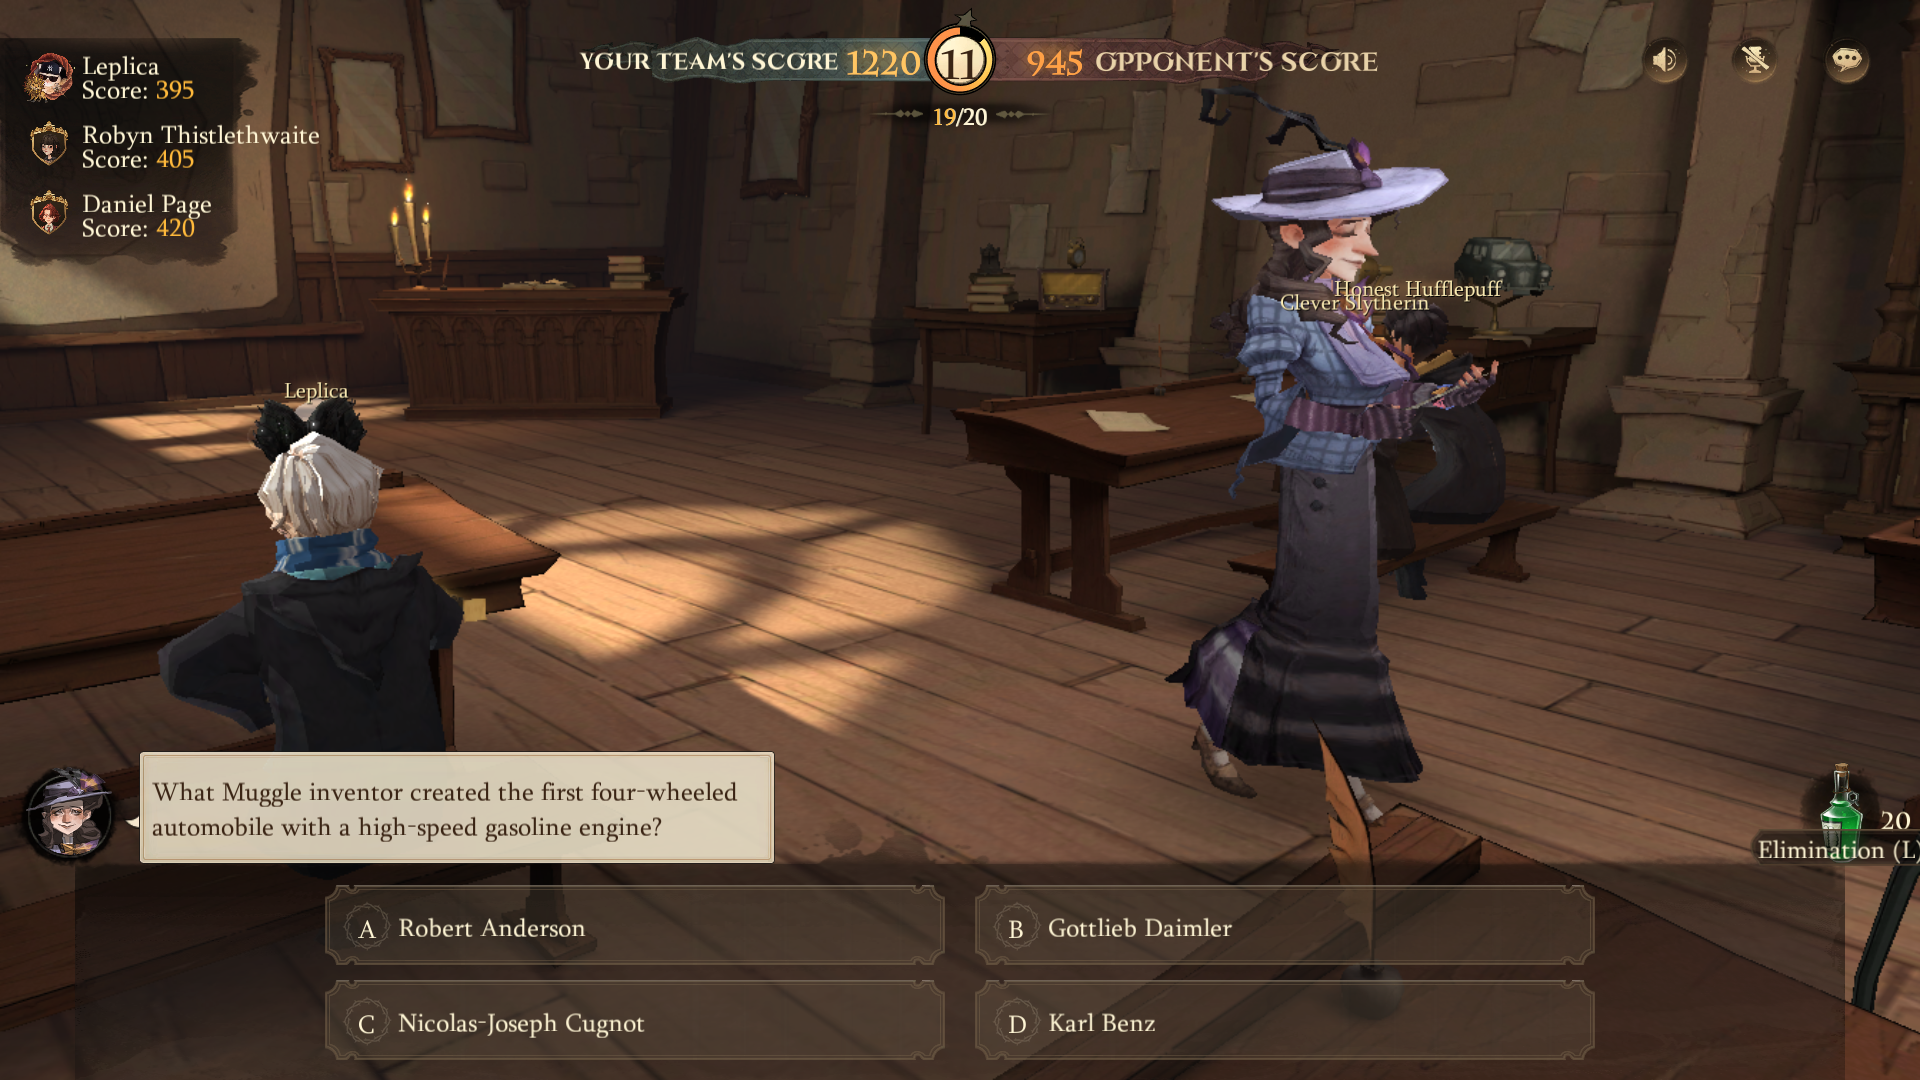 Leplica
Score: 395
Robyn Thistlethwaite
Score: 405
Daniel Page
Score: 420
YOUR TEAM'S SCORE 1220 11 945 OPPONENT'S SCORE
19/20
Honest Hufflepuff
Clever Slytherin
Leplica
What Muggle inventor created the first four-wheeled
automobile with a high-speed gasoline engine?
20
Elimination (L)
A Robert Anderson
B Gottlieb Daimler
C Nicolas-Joseph Cugnot
D Karl Benz